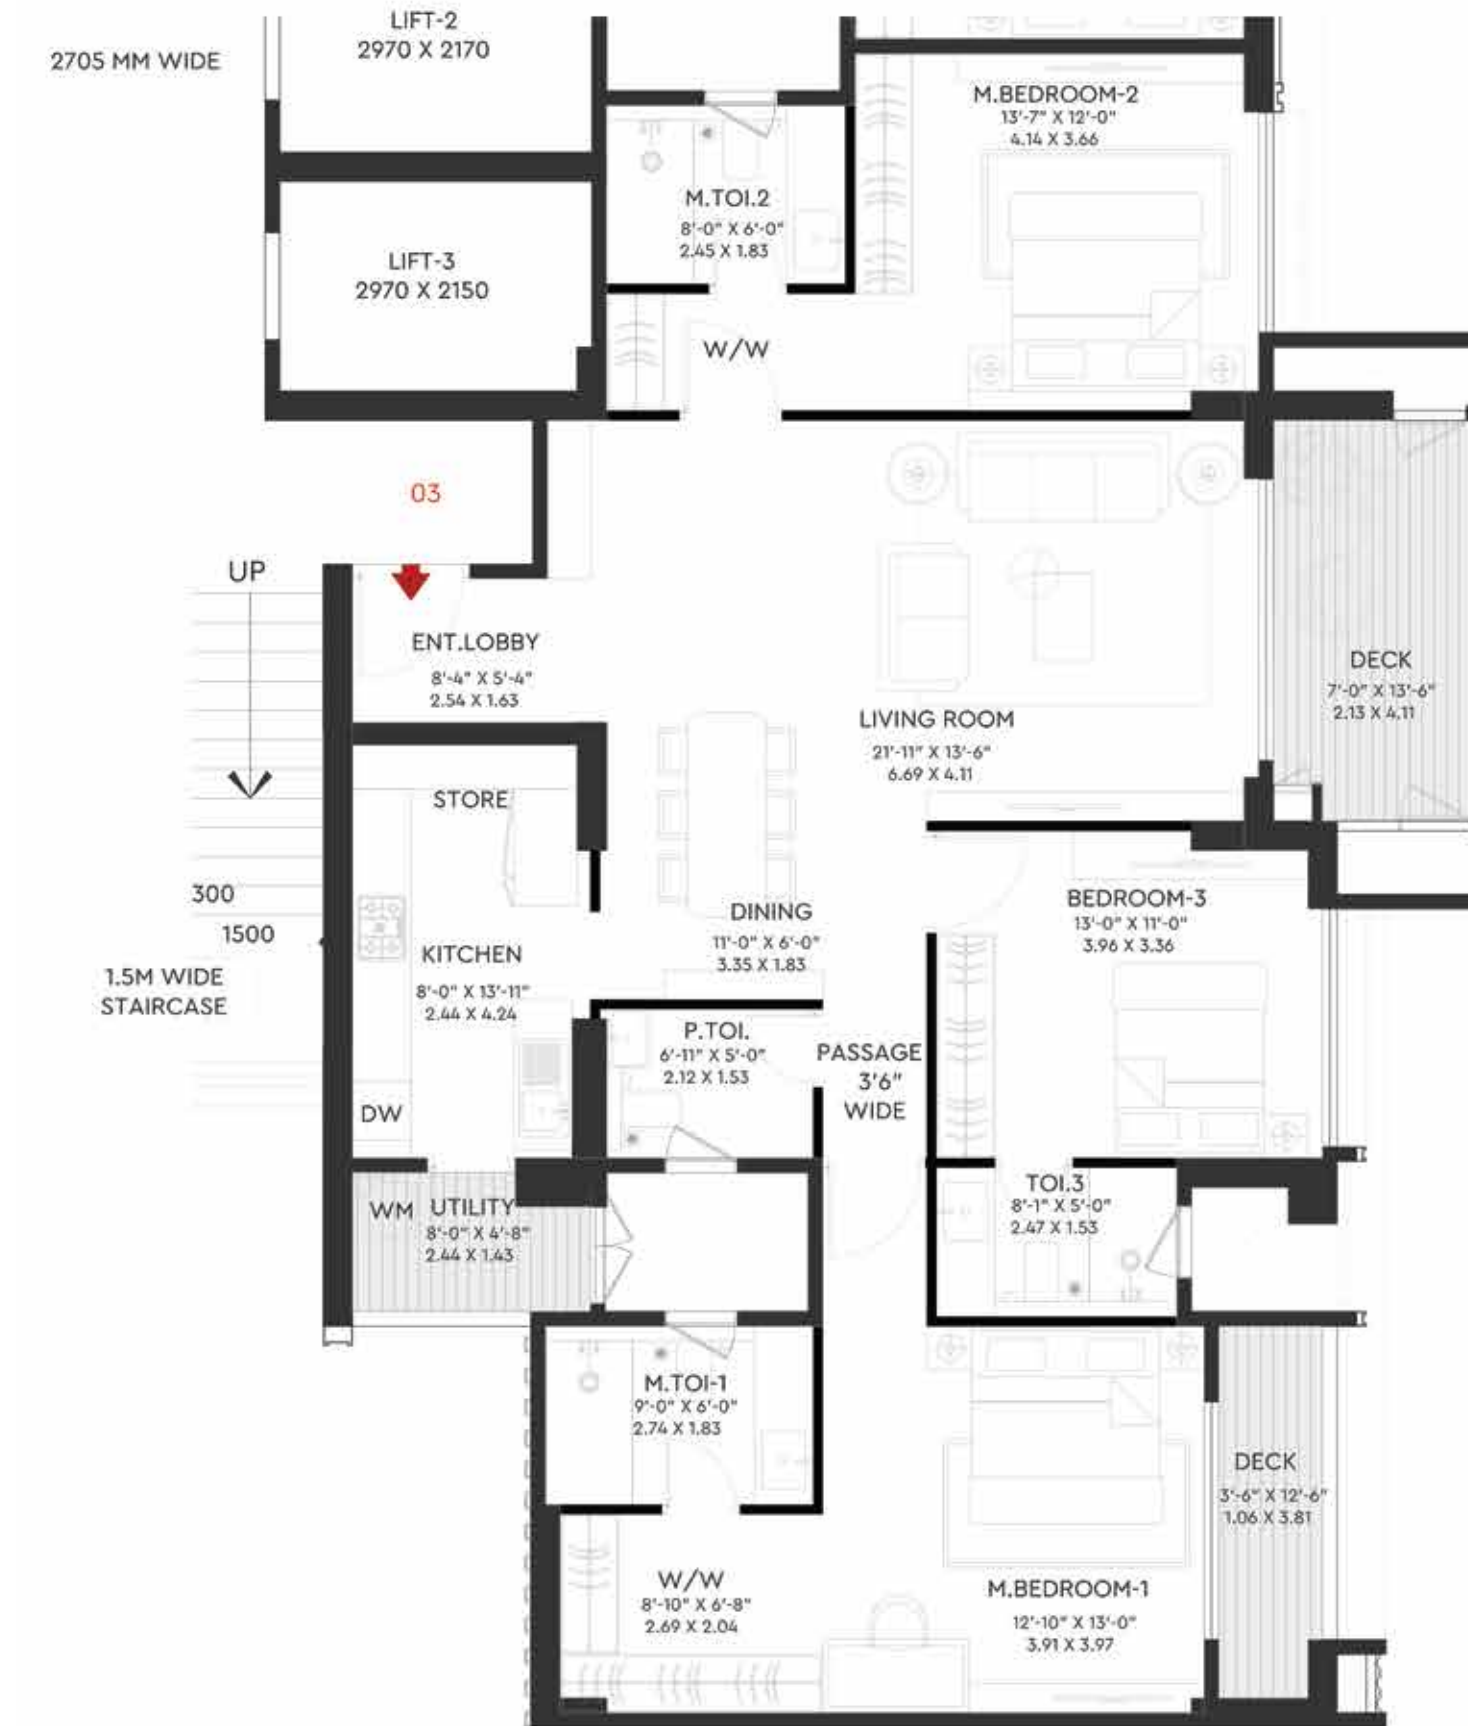 LIFT-2
2970 X 2170
2705 MM WIDE
M.BEDROOM-2
13'-7" X 12'-0"
4.14 X 3.66
M.TOI.2
8'-0" X 6'-0"
2.45 X 1.83
LIFT-3
2970 X 2150
W/W
03
UP
ENT.LOBBY
8'-4" X 5'-4"
2.54 X 1.63
DECK
7'-0" X 13'-6"
2.13 X 4.11
LIVING ROOM
21'-11" X 13'-6"
6.69 X 4.11
STORE
300
1500
1.5M WIDE
STAIRCASE
DINING
11'-0" X 6'-0"
3.35 X 1.83
BEDROOM-3
13'-0" X 11'-0"
3.96 X 3.36
KITCHEN
8'-0" X 13'-11"
2.44 X 4.24
P.TOI.
6'-11" X 5'-0"
2.12 X 1.53
PASSAGE
3'6"
WIDE
DW
WM
UTILITY
8'-0" X 4'-8"
2.44 X 1.43
TOI.3
8'-1" X 5'-0"
2.47 X 1.53
M.TOI-1
9'-0" X 6'-0"
2.74 X 1.83
DECK
3'-6" X 12'-6"
1.06 X 3.81
W/W
8'-10" X 6'-8"
2.69 X 2.04
M.BEDROOM-1
12'-10" X 13'-0"
3.91 X 3.97